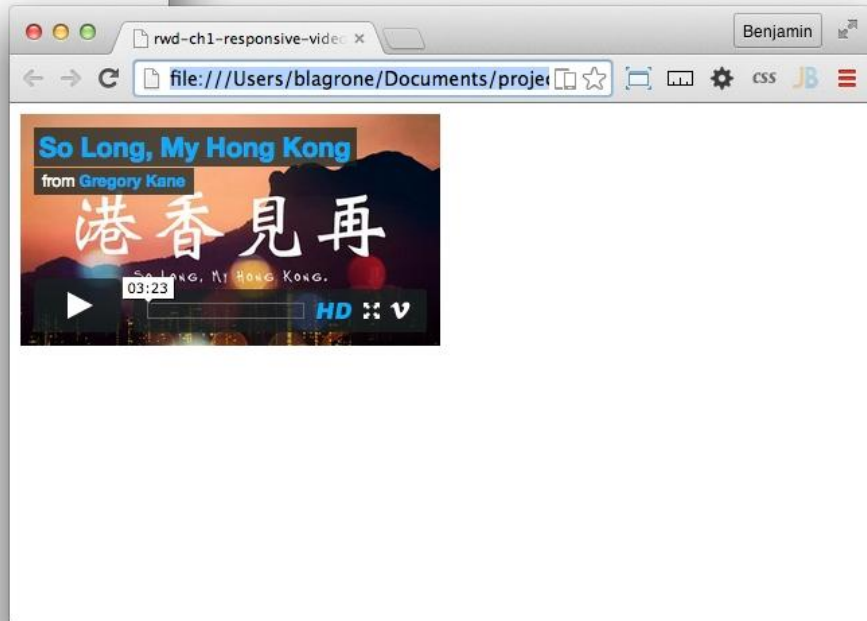 rwd-ch1-responsive-vide
Benjamin
file:///Users/blagrone/Documents/proje
css
JB
So Long, My Hong Kong
from Gregory Kane
港香見再
So Long, My Hong Kong.
03:23
HD